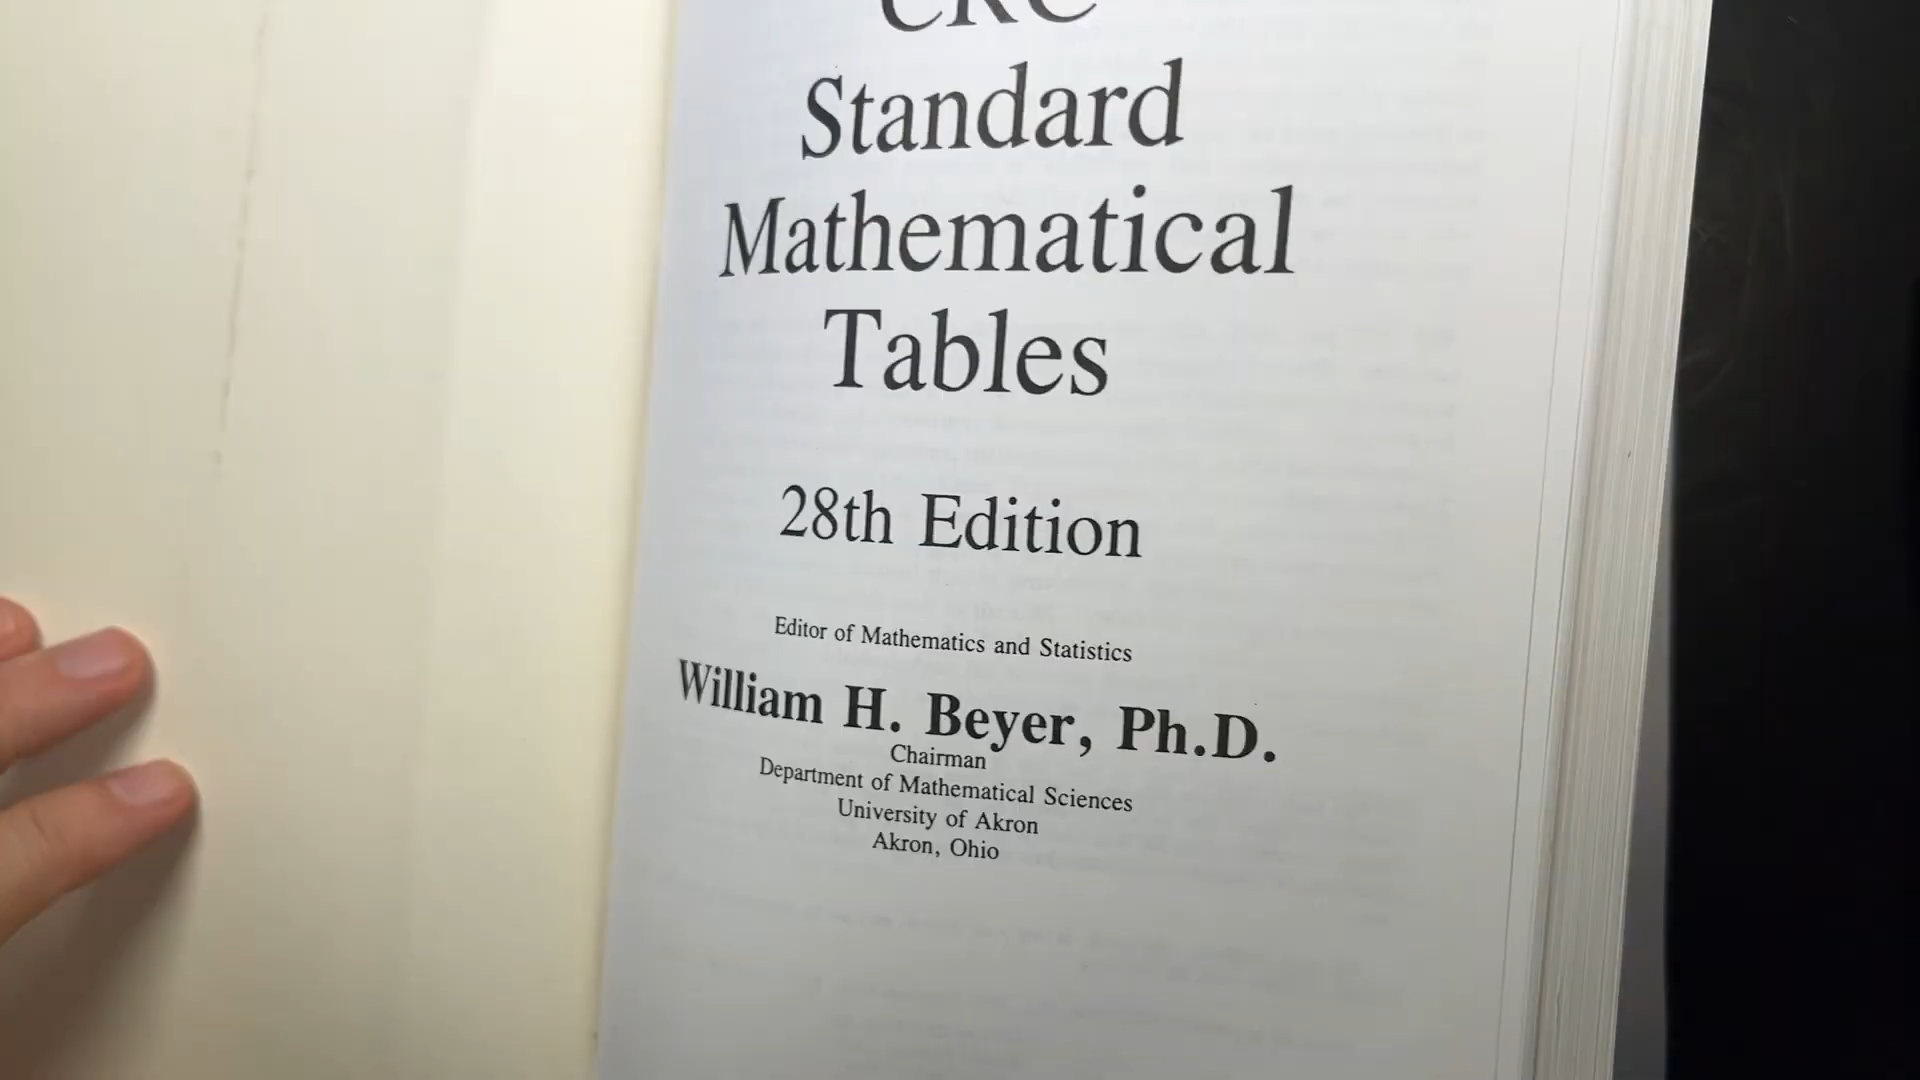 CRC
Standard
Mathematical
Tables
28th Edition
Editor of Mathematics and Statistics
William H. Beyer, Ph.D.
Chairman
Department of Mathematical Sciences
University of Akron
Akron, Ohio